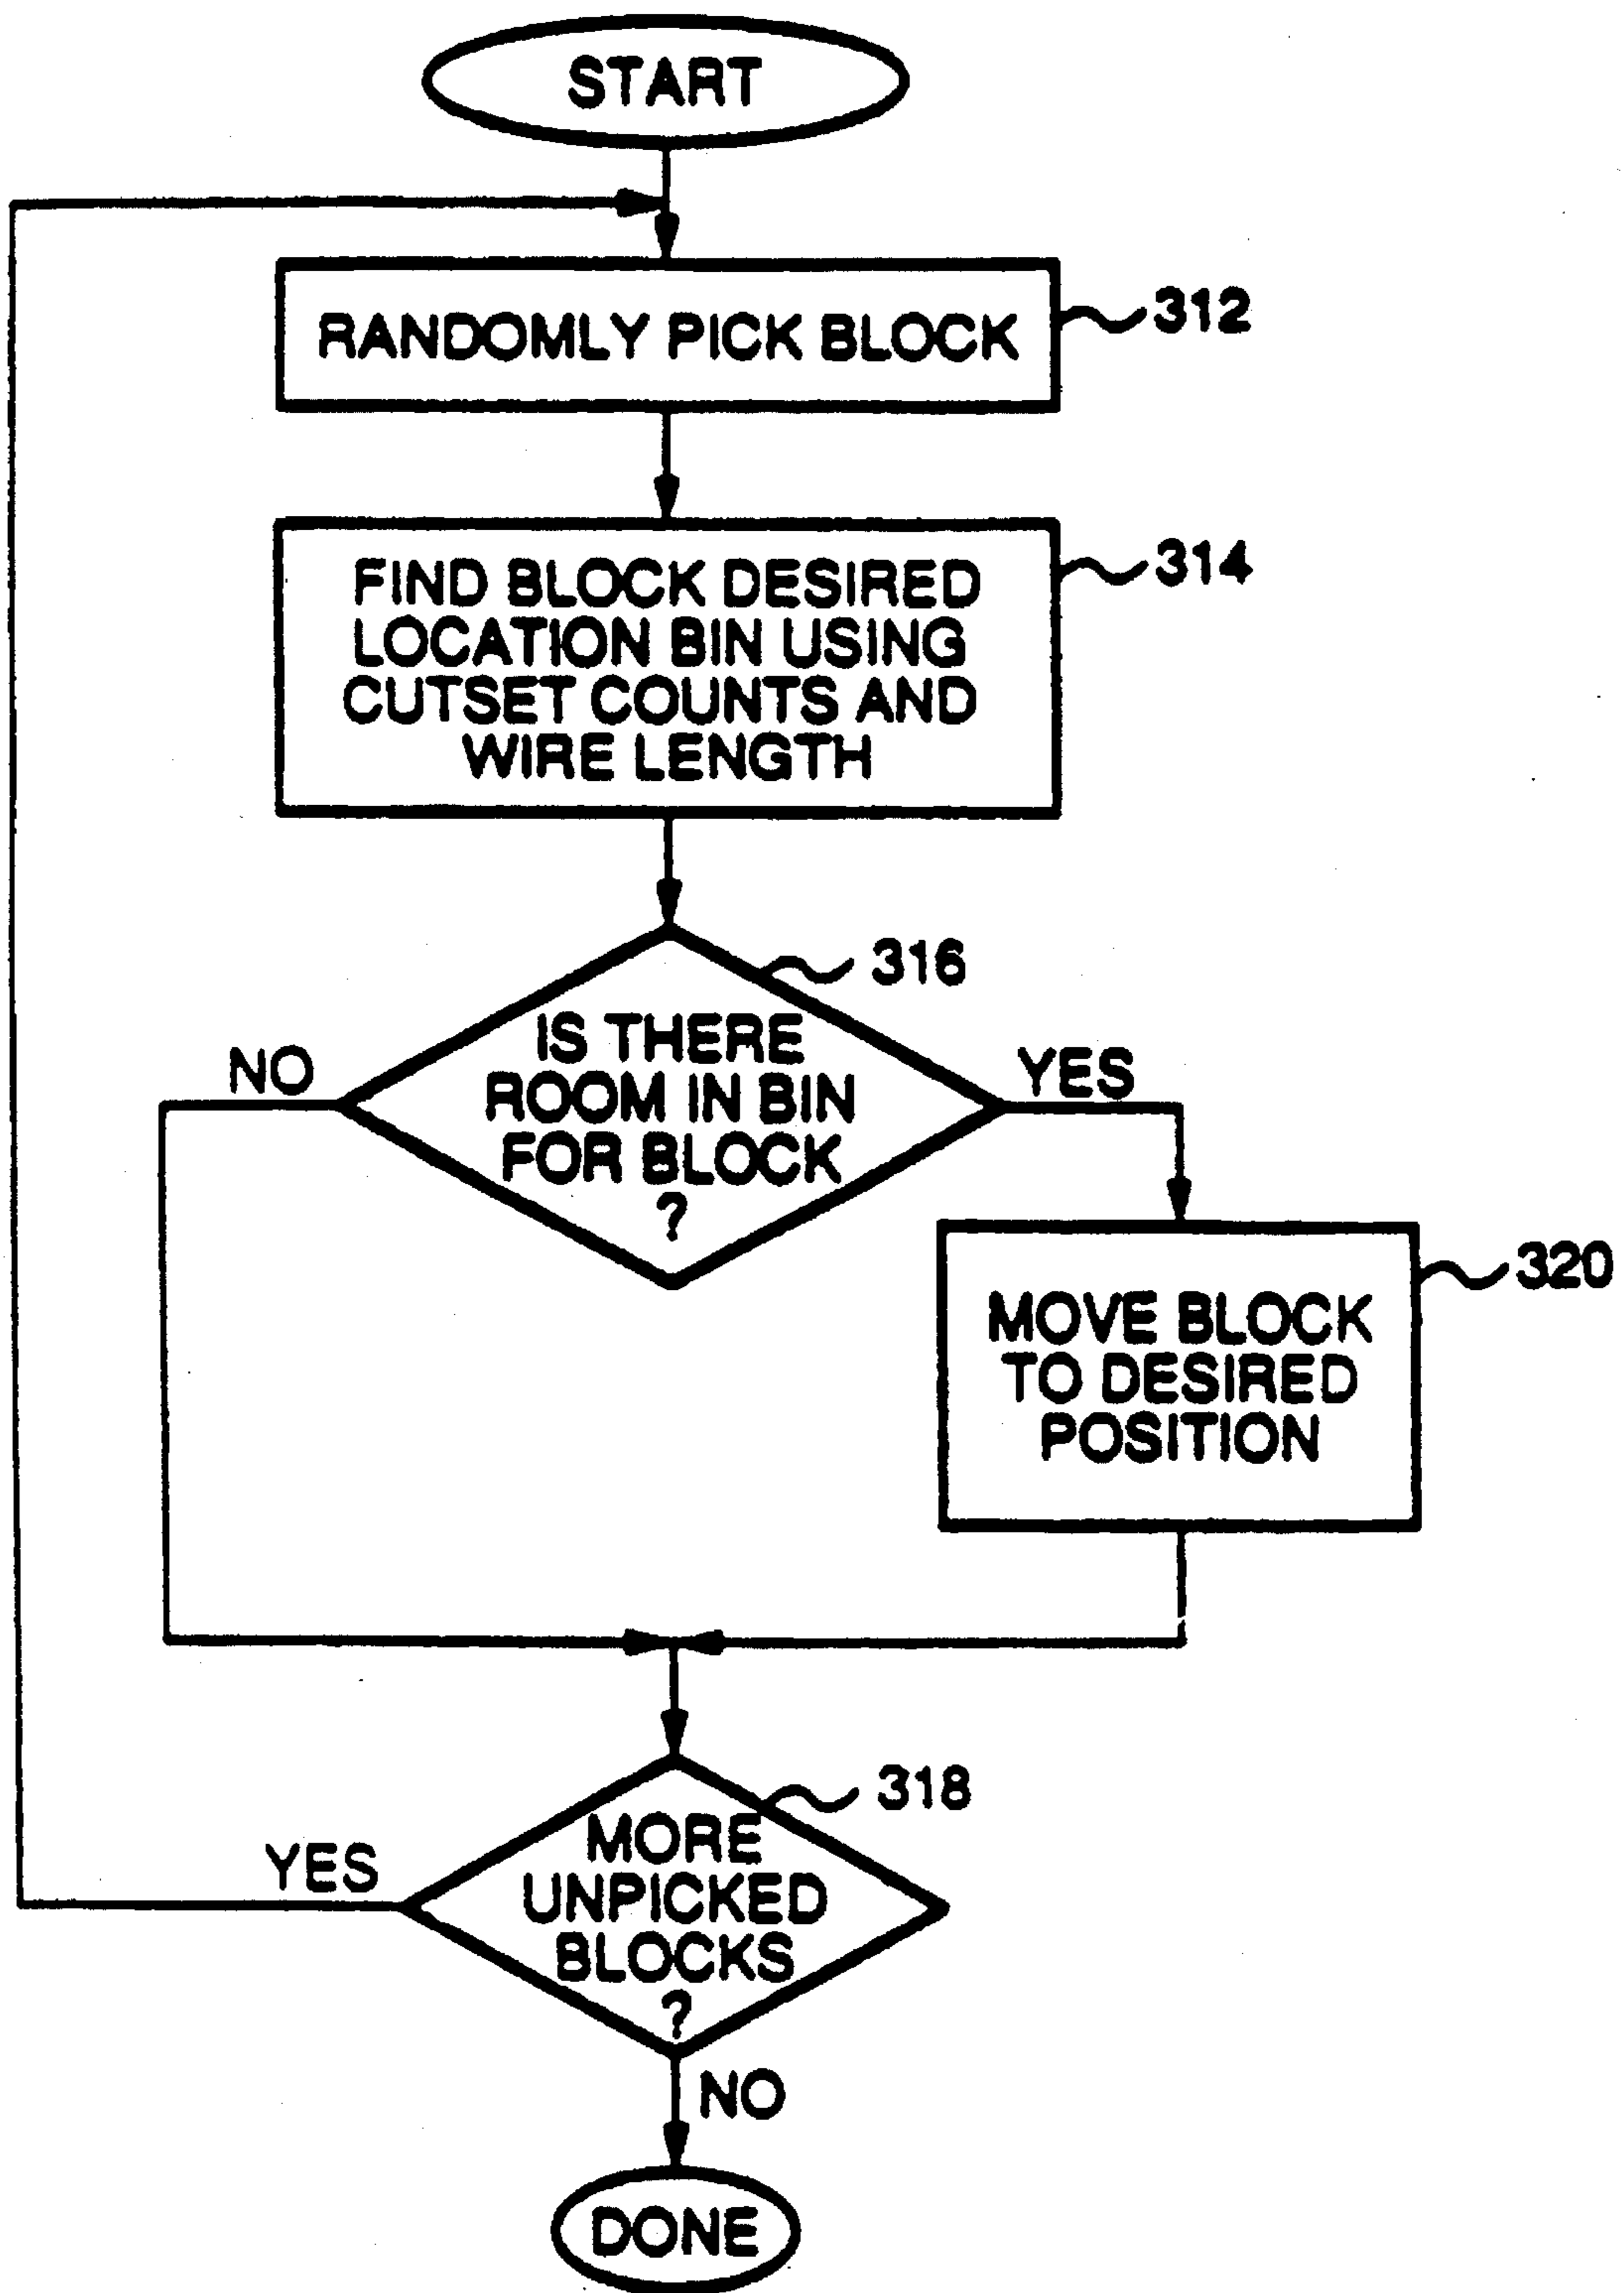 START
RANDOMLY PICK BLOCK
312
FIND BLOCK DESIRED
LOCATION BIN USING
CUTSET COUNTS AND
WIRE LENGTH
314
316
IS THERE
ROOM IN BIN
FOR BLOCK
?
NO
YES
MOVE BLOCK
TO DESIRED
POSITION
320
318
MORE
UNPICKED
BLOCKS
?
YES
NO
DONE